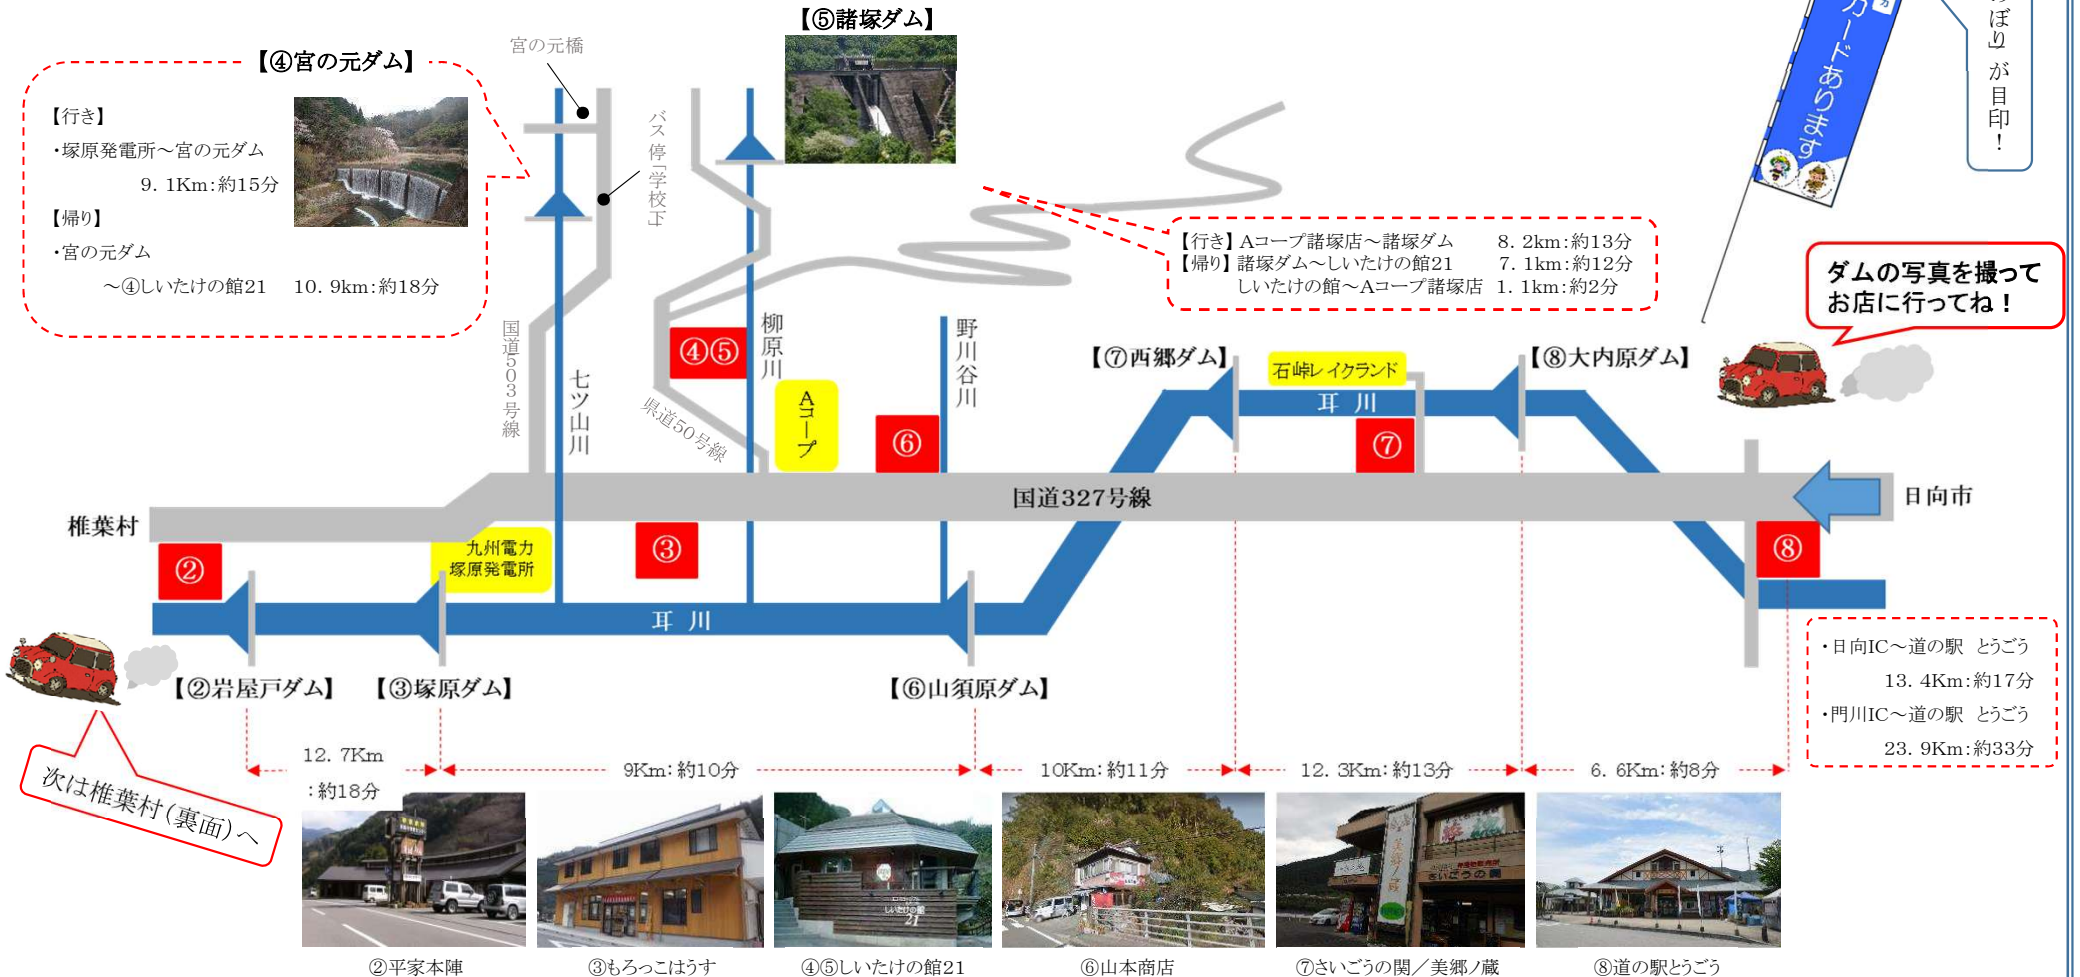 【⑤諸塚ダム】
宮の元橋
【④宮の元ダム】
【行き】
・塚原発電所～宮の元ダム
9.1Km:約15分
【帰り】
・宮の元ダム
～④しいたけの館21 10.9km:約18分
バス停「学校下」
のぼり」が目印！
カードあります
【行き】Aコープ諸塚店～諸塚ダム 8.2km:約13分
【帰り】諸塚ダム～しいたけの館21 7.1km:約12分
しいたけの館～Aコープ諸塚店 1.1km:約2分
ダムの写真を撮って
お店に行ってね！
国道503号線
七ツ山川
④⑤
柳原川
県道50号線
Aコープ
野川谷川
⑥
【⑦西郷ダム】
石峠レイクランド
耳川
⑦
【⑧大内原ダム】
国道327号線
日向市
椎葉村
②
九州電力
塚原発電所
③
⑧
耳 川
【②岩屋戸ダム】
【③塚原ダム】
【⑥山須原ダム】
・日向IC～道の駅 とうごう
13.4Km:約17分
・門川IC～道の駅 とうごう
23.9Km:約33分
次は椎葉村(裏面)へ
12.7Km
:約18分
9Km:約10分
10Km:約11分
12.3Km:約13分
6.6Km:約8分
しいたけの館
21
美郷ノ蔵
さいごうの関
②平家本陣
③もろっこはうす
④⑤しいたけの館21
⑥山本商店
⑦さいごうの関／美郷ノ蔵
⑧道の駅とうごう